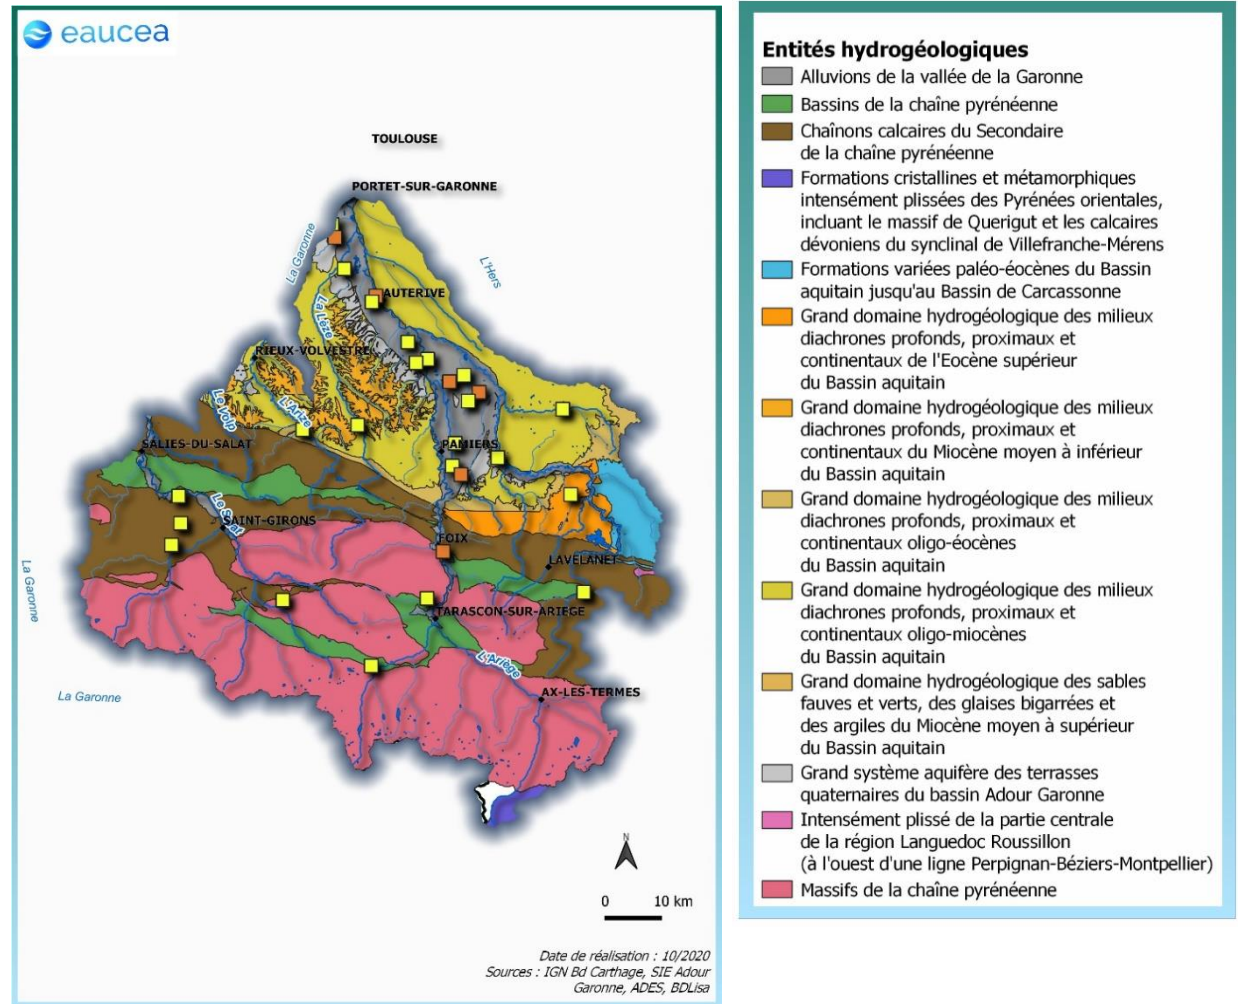 eaucea
TOULOUSE
PORTET-SUR-GARONNE
La Garonne
L'Hers
AUTERIVE
La Lèze
RIEUX-VOLVESTRE
Le Volp
L'Arize
SALIES-DU-SALAT
PAMIERS
Le Salat
SAINT-GIRONS
FOIX
LAVELANET
La Garonne
TARASCON-SUR-ARIEGE
L'Ariège
La Garonne
AX-LES-TERMES
N
0 10 km
Date de réalisation : 10/2020
Sources : IGN Bd Carthage, SIE Adour
Garonne, ADES, BDLisa
Entités hydrogéologiques
Alluvions de la vallée de la Garonne
Bassins de la chaîne pyrénéenne
Chaînons calcaires du Secondaire
de la chaîne pyrénéenne
Formations cristallines et métamorphiques
intensément plissées des Pyrénées orientales,
incluant le massif de Querigut et les calcaires
dévoniens du synclinal de Villefranche-Mérens
Formations variées paléo-éocènes du Bassin
aquitain jusqu'au Bassin de Carcassonne
Grand domaine hydrogéologique des milieux
diachrones profonds, proximaux et
continentaux de l'Eocène supérieur
du Bassin aquitain
Grand domaine hydrogéologique des milieux
diachrones profonds, proximaux et
continentaux du Miocène moyen à inférieur
du Bassin aquitain
Grand domaine hydrogéologique des milieux
diachrones profonds, proximaux et
continentaux oligo-éocènes
du Bassin aquitain
Grand domaine hydrogéologique des milieux
diachrones profonds, proximaux et
continentaux oligo-miocènes
du Bassin aquitain
Grand domaine hydrogéologique des sables
fauves et verts, des glaises bigarrées et
des argiles du Miocène moyen à supérieur
du Bassin aquitain
Grand système aquifère des terrasses
quaternaires du bassin Adour Garonne
Intensément plissé de la partie centrale
de la région Languedoc Roussillon
(à l'ouest d'une ligne Perpignan-Béziers-Montpellier)
Massifs de la chaîne pyrénéenne